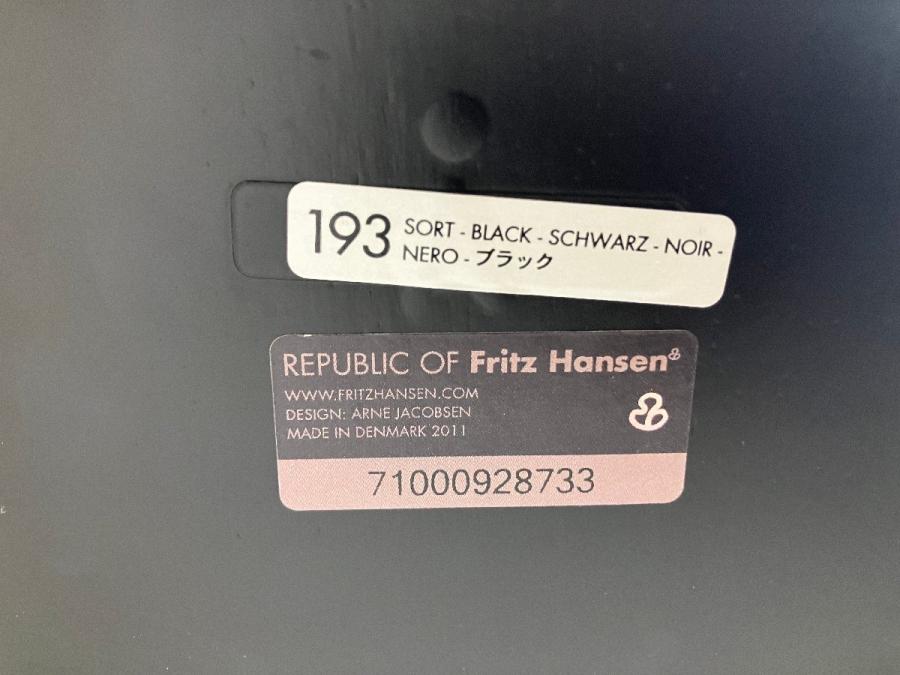 193 SORT - BLACK - SCHWARZ - NOIR -
NERO - ブラック
REPUBLIC OF Fritz Hansen
WWW.FRITZHANSEN.COM
DESIGN: ARNE JACOBSEN
MADE IN DENMARK 2011
71000928733